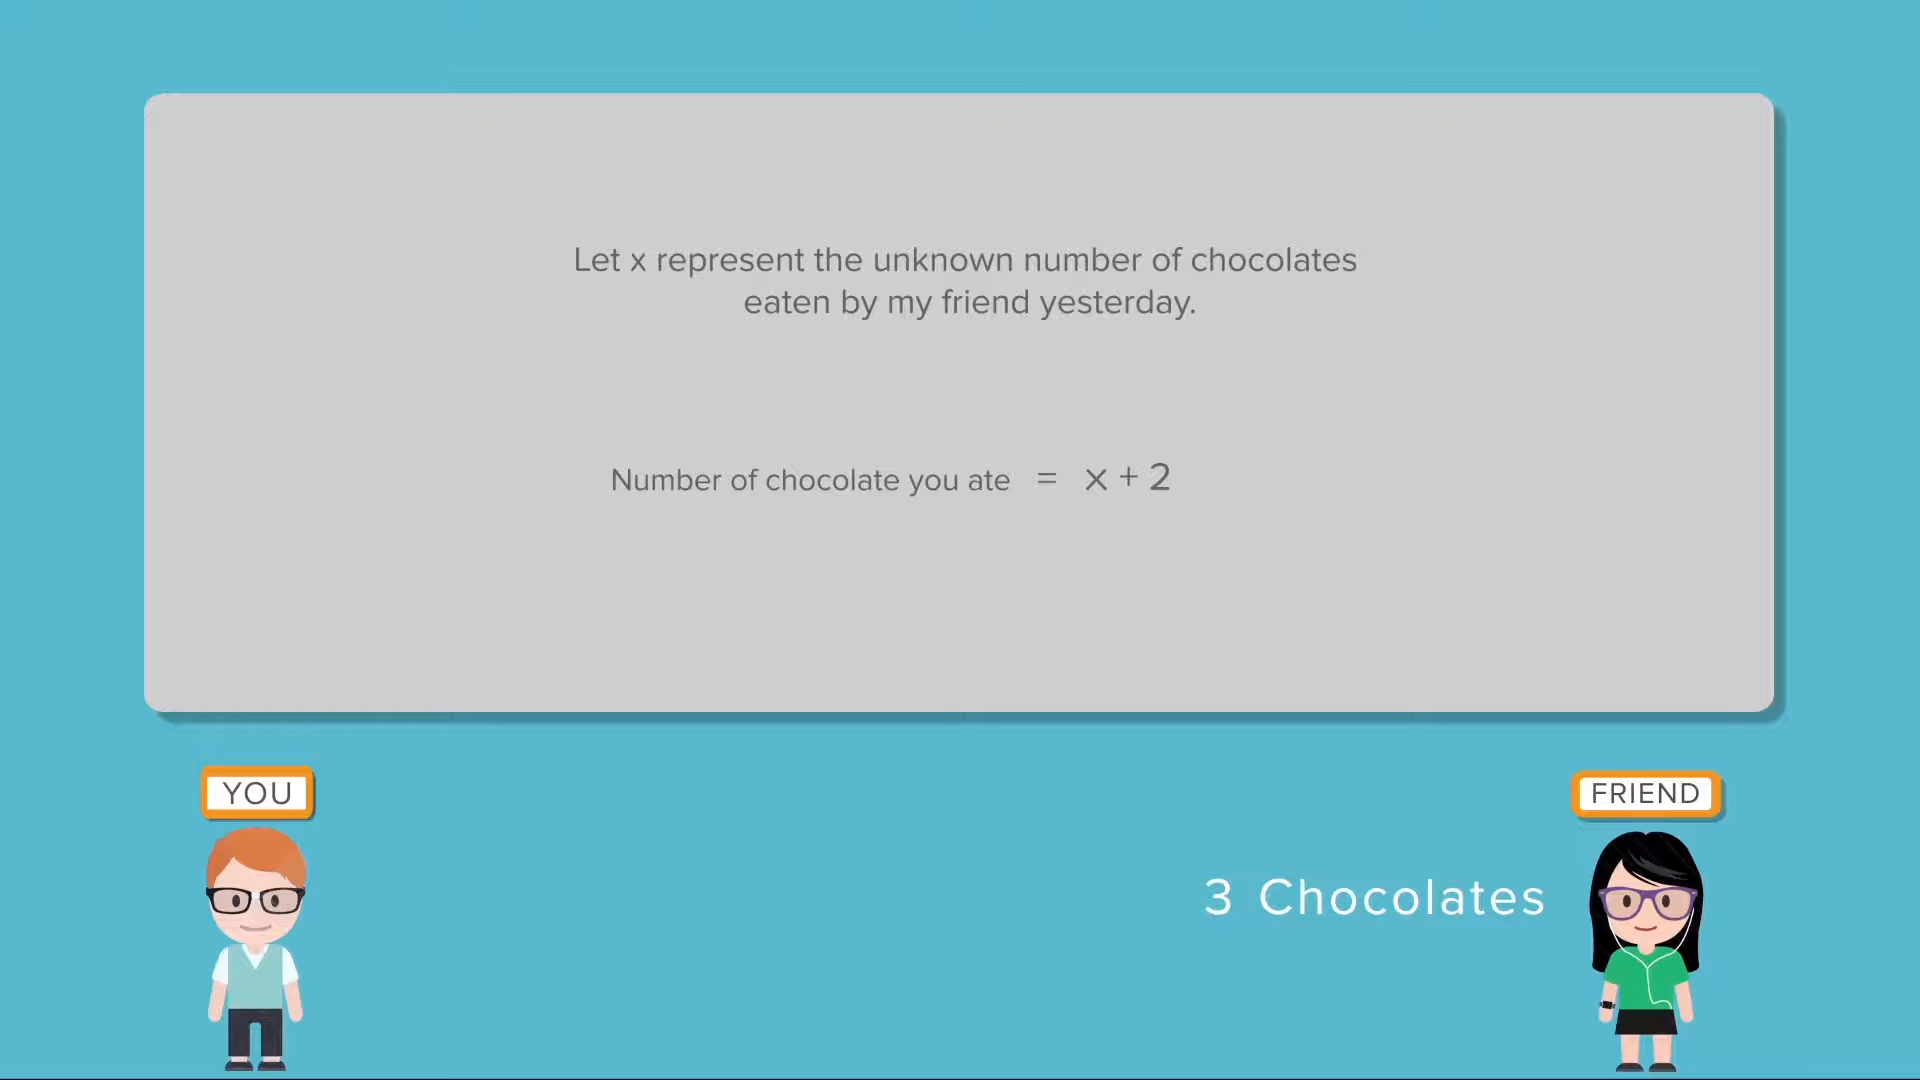 Let x represent the unknown number of chocolates
eaten by my friend yesterday.
Number of chocolate you ate = x + 2
YOU
FRIEND
3 Chocolates